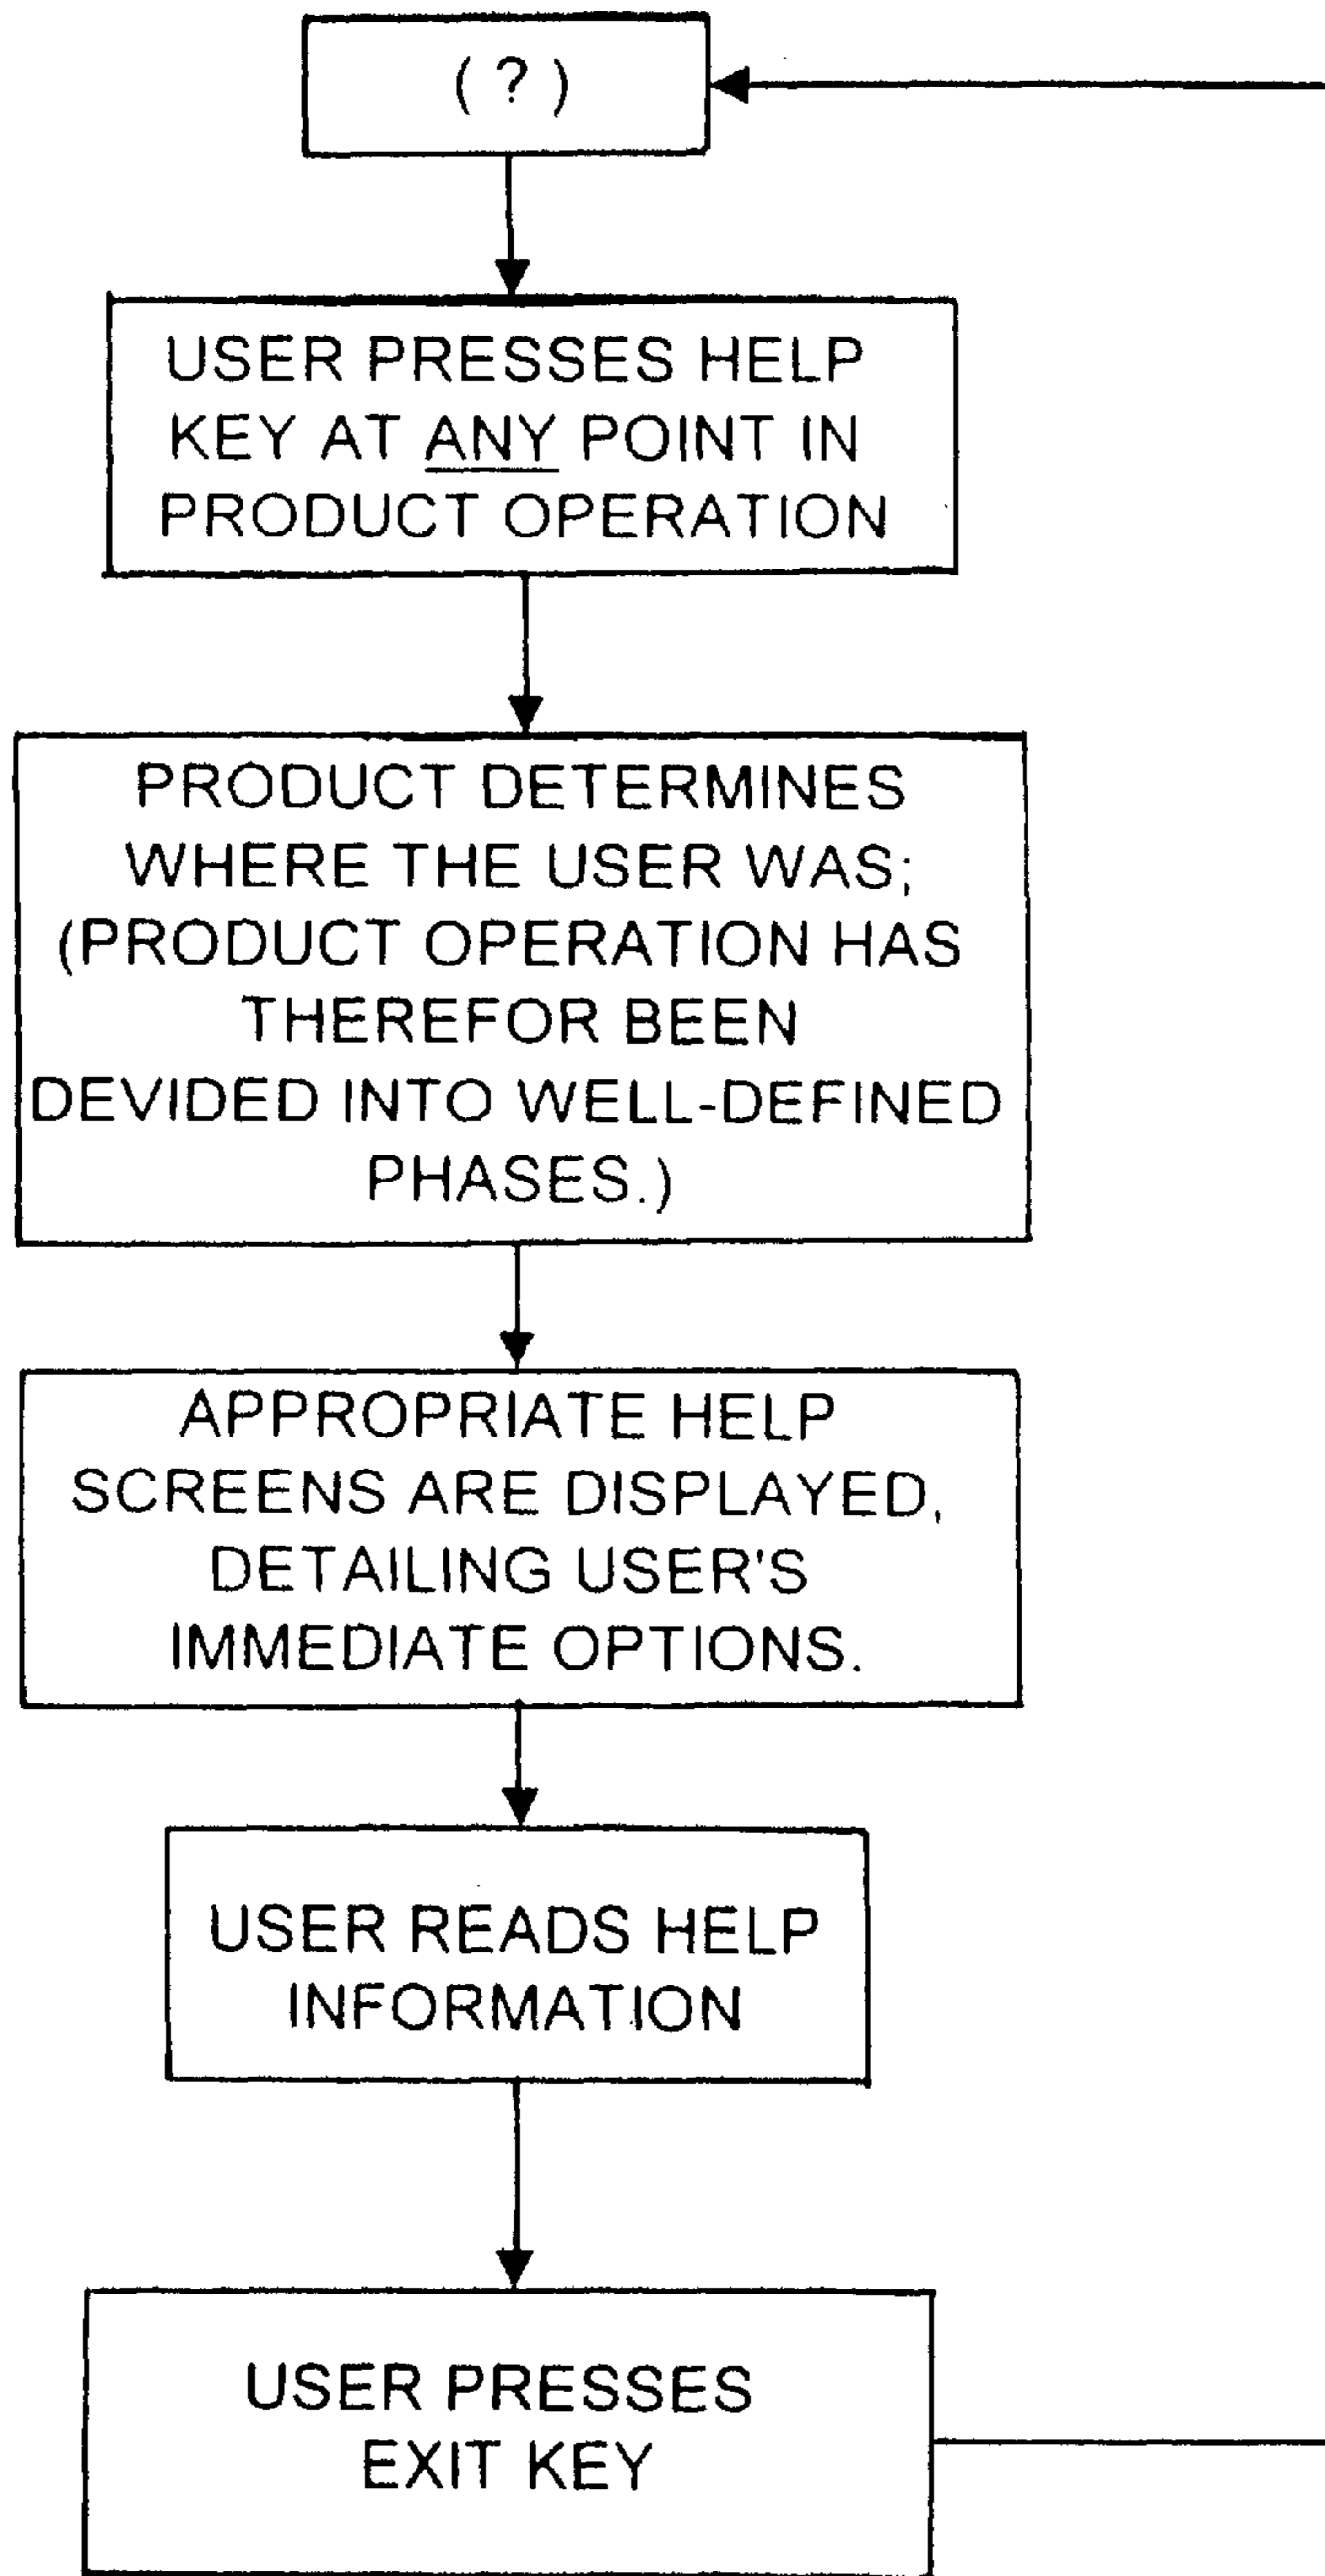 ( ? )
USER PRESSES HELP
KEY AT ANY POINT IN
PRODUCT OPERATION
PRODUCT DETERMINES
WHERE THE USER WAS;
(PRODUCT OPERATION HAS
THEREFOR BEEN
DEVIDED INTO WELL-DEFINED
PHASES.)
APPROPRIATE HELP
SCREENS ARE DISPLAYED,
DETAILING USER'S
IMMEDIATE OPTIONS.
USER READS HELP
INFORMATION
USER PRESSES
EXIT KEY